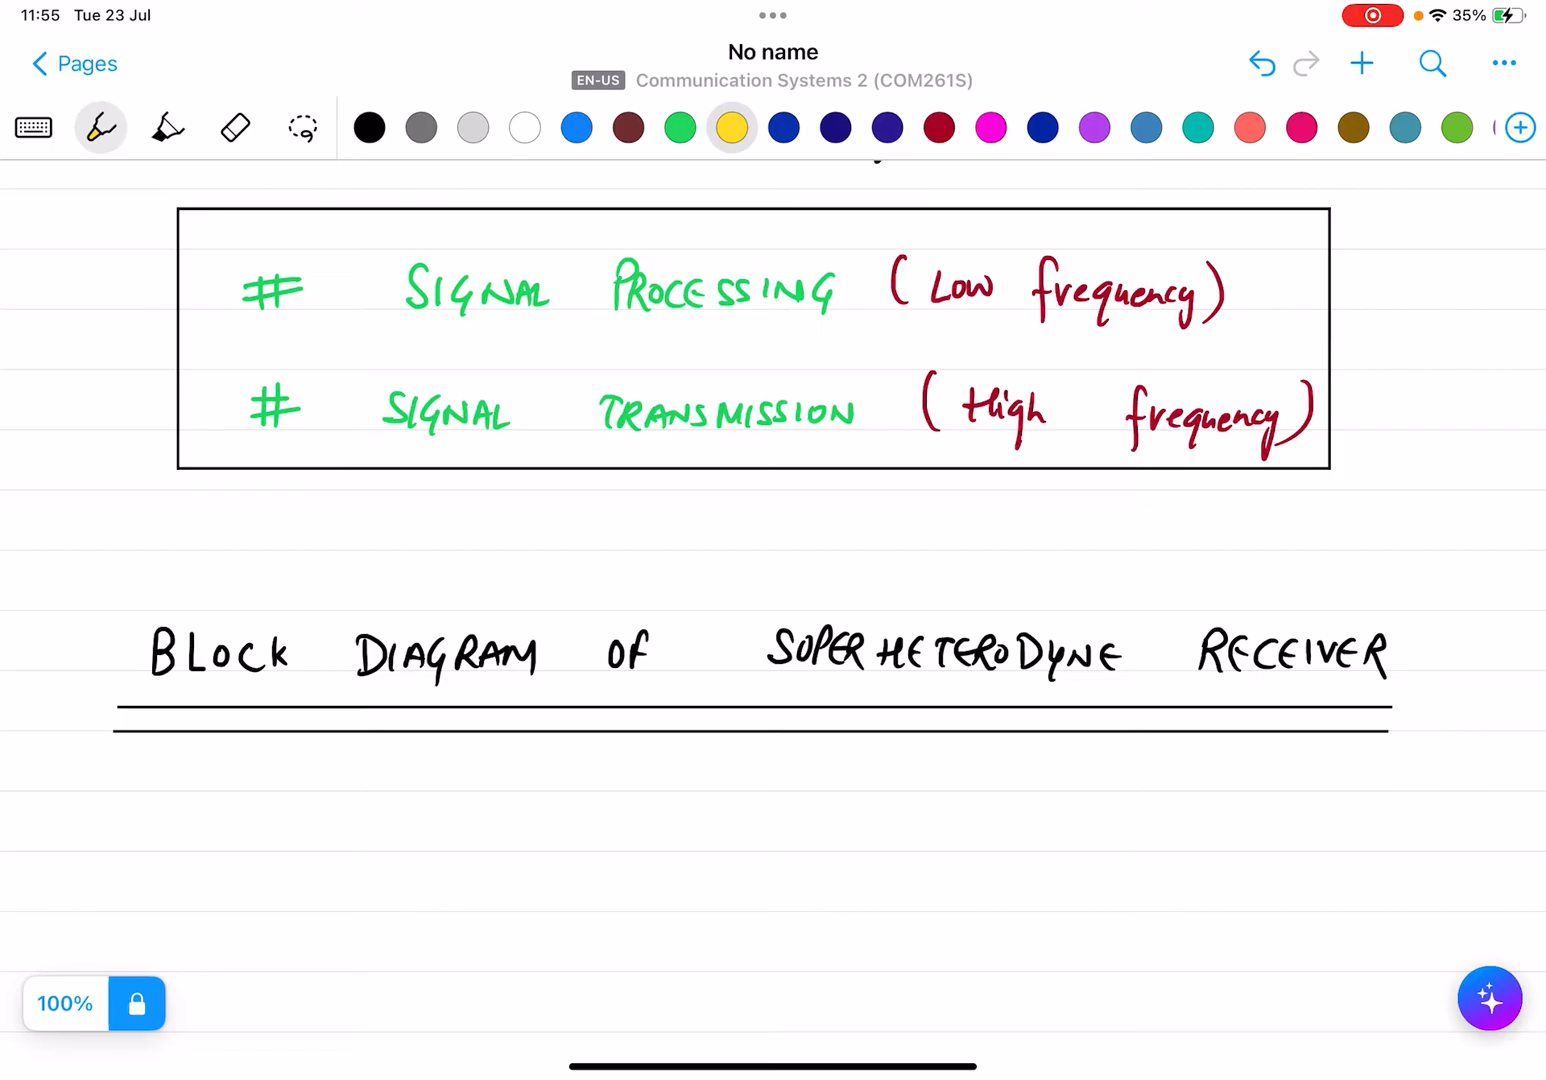 11:55 Tue 23 Jul
35%
Pages
No name
EN-US Communication Systems 2 (COM261S)
# SIGNAL PROCESSING (Low frequency)
# SIGNAL TRANSMISSION (High frequency)
BLOCK DIAGRAM OF SUPERHETERODYNE RECEIVER
100%